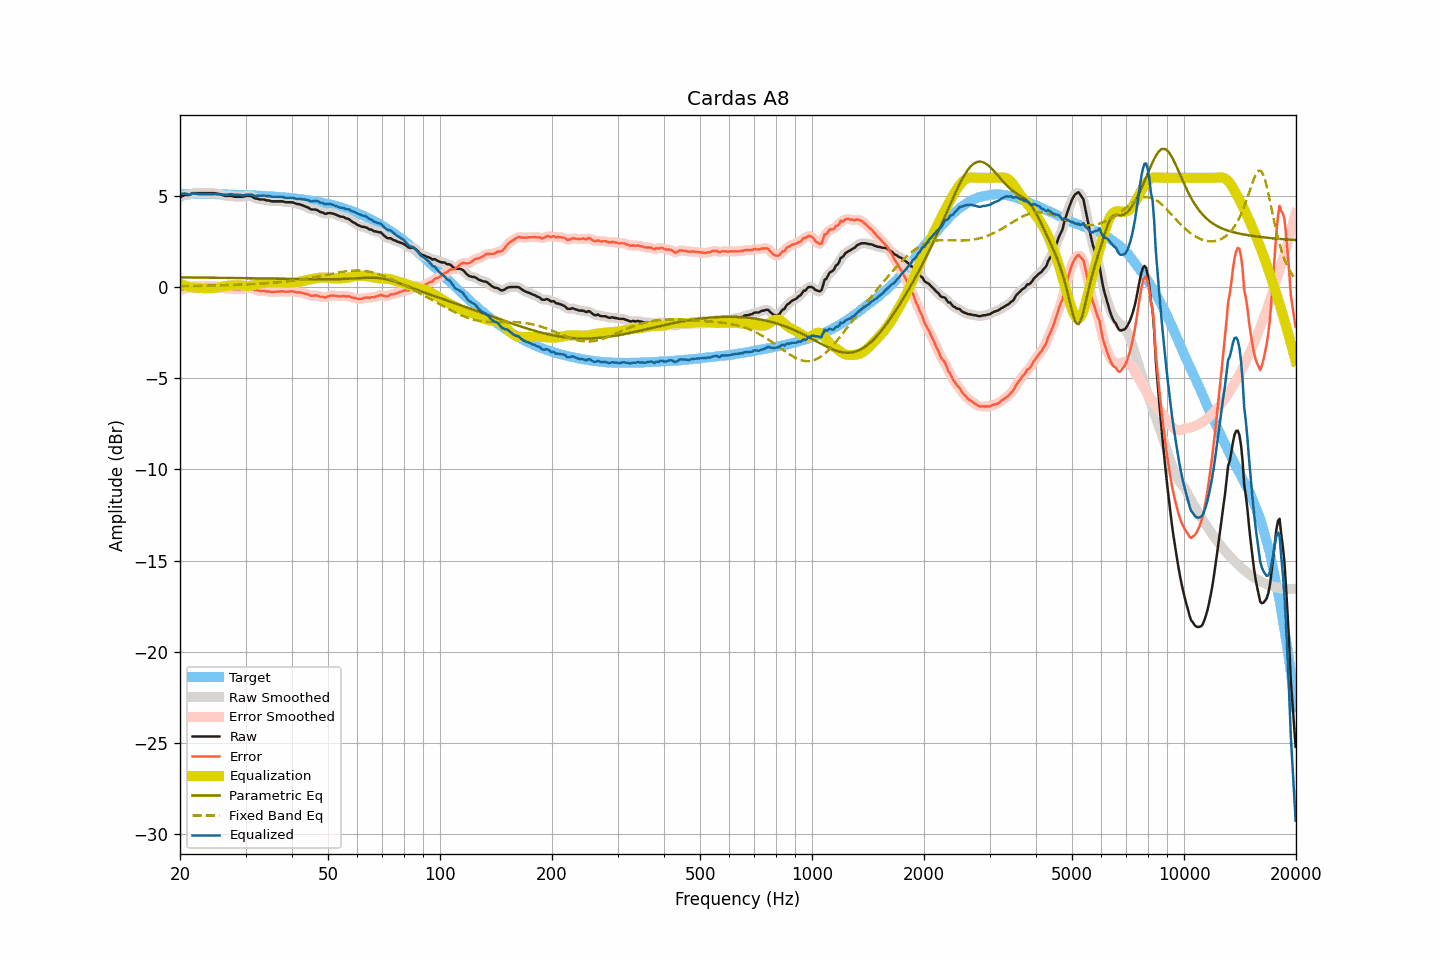 Cardas A8
Amplitude (dBr)
5
0
−5
−10
−15
−20
−25
−30
Target
Raw Smoothed
Error Smoothed
Raw
Error
Equalization
Parametric Eq
Fixed Band Eq
Equalized
20 50 100 200 500 1000 2000 5000 10000 20000
Frequency (Hz)